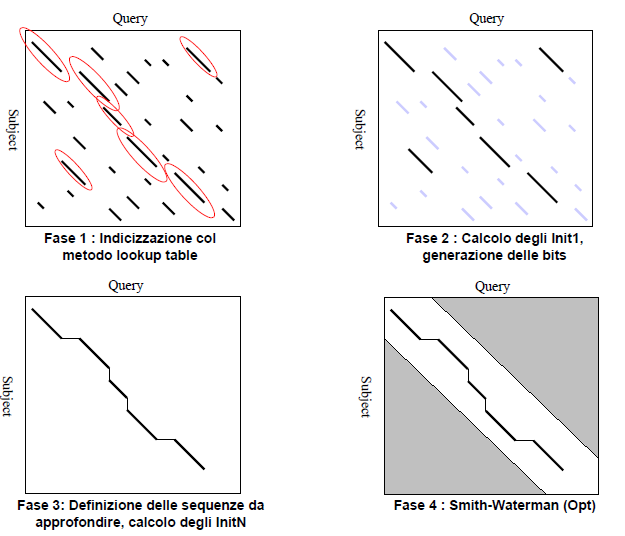 Query
Subject
Fase 1 : Indicizzazione col
metodo lookup table
Query
Subject
Fase 2 : Calcolo degli Init1,
generazione delle bits
Query
Subject
Fase 3: Definizione delle sequenze da
approfondire, calcolo degli InitN
Query
Subject
Fase 4 : Smith-Waterman (Opt)